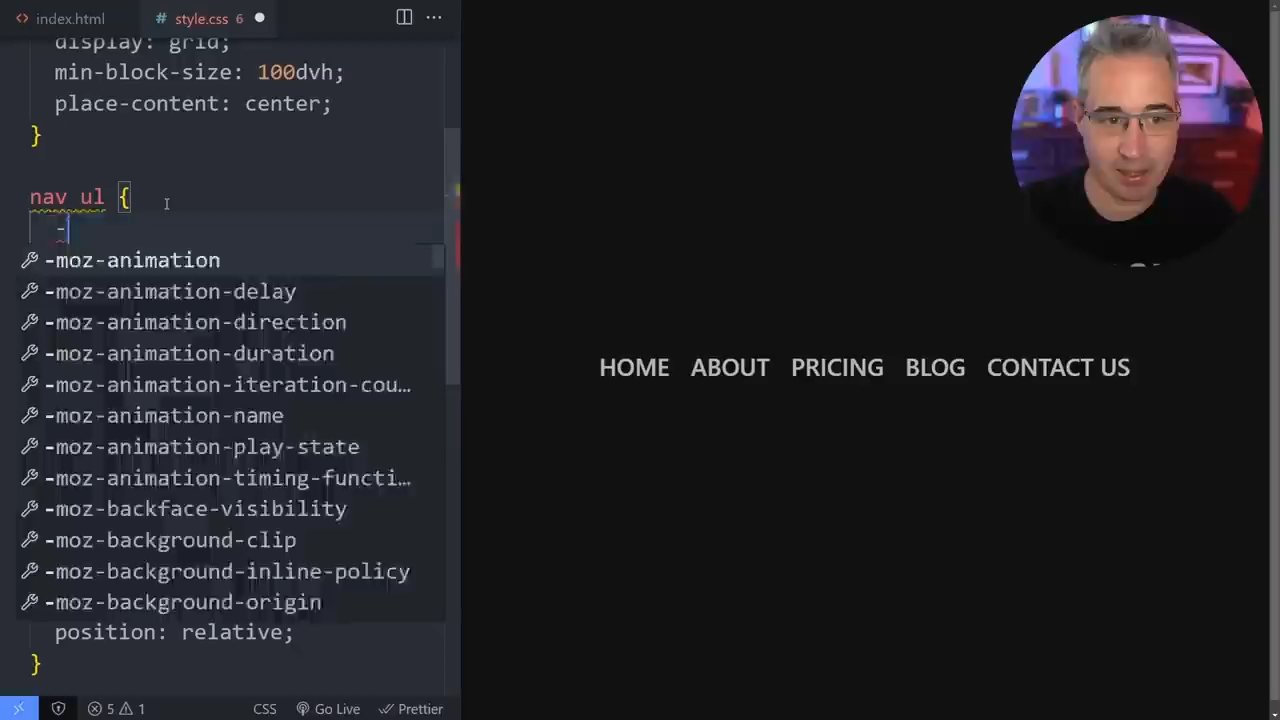 index.html
# style.css 6
display: grid;
min-block-size: 100dvh;
place-content: center;
}
nav ul {
-
-moz-animation
-moz-animation-delay
-moz-animation-direction
-moz-animation-duration
-moz-animation-iteration-cou…
-moz-animation-name
-moz-animation-play-state
-moz-animation-timing-functi…
-moz-backface-visibility
-moz-background-clip
-moz-background-inline-policy
-moz-background-origin
position: relative;
}
5 1 CSS Go Live Prettier
HOME ABOUT PRICING BLOG CONTACT US